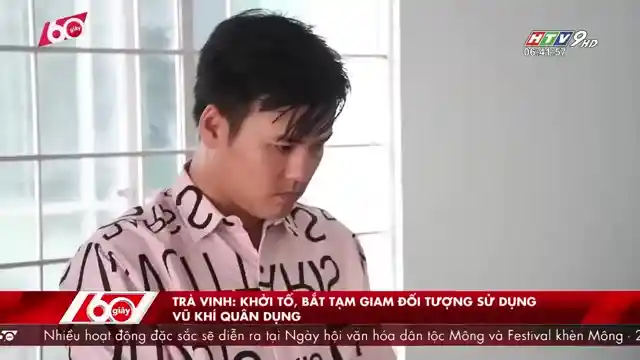 60 giây
HTV9 HD
06:41:57
60 giây
TRÀ VINH: KHỞI TỐ, BẮT TẠM GIAM ĐỐI TƯỢNG SỬ DỤNG
VŨ KHÍ QUÂN DỤNG
Nhiều hoạt động đặc sắc sẽ diễn ra tại Ngày hội văn hóa dân tộc Mông và Festival khèn Mông - 2